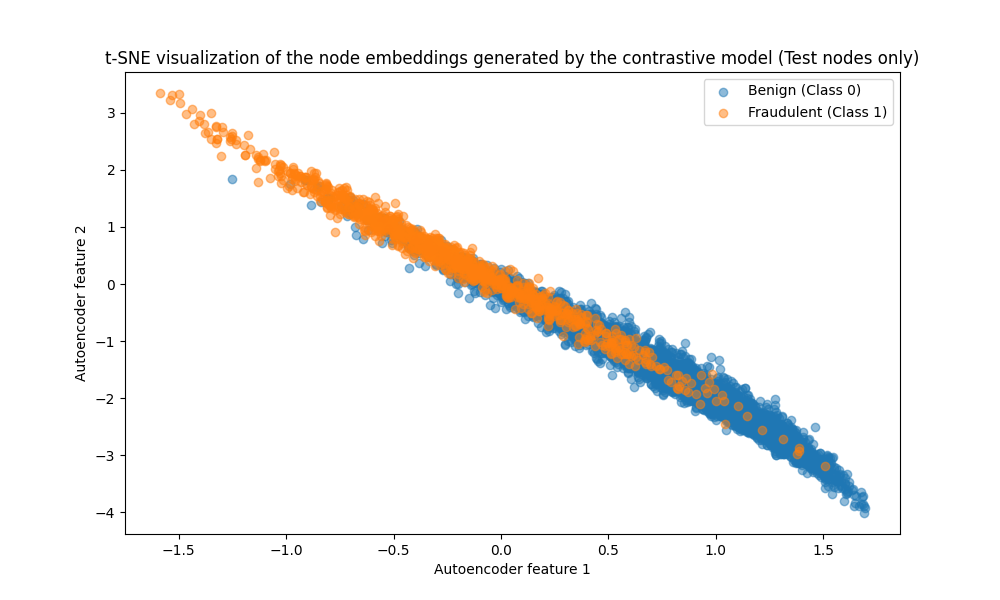 t-SNE visualization of the node embeddings generated by the contrastive model (Test nodes only)
Benign (Class 0)
Fraudulent (Class 1)
Autoencoder feature 2
3
2
1
0
−1
−2
−3
−4
−1.5 −1.0 −0.5 0.0 0.5 1.0 1.5
Autoencoder feature 1